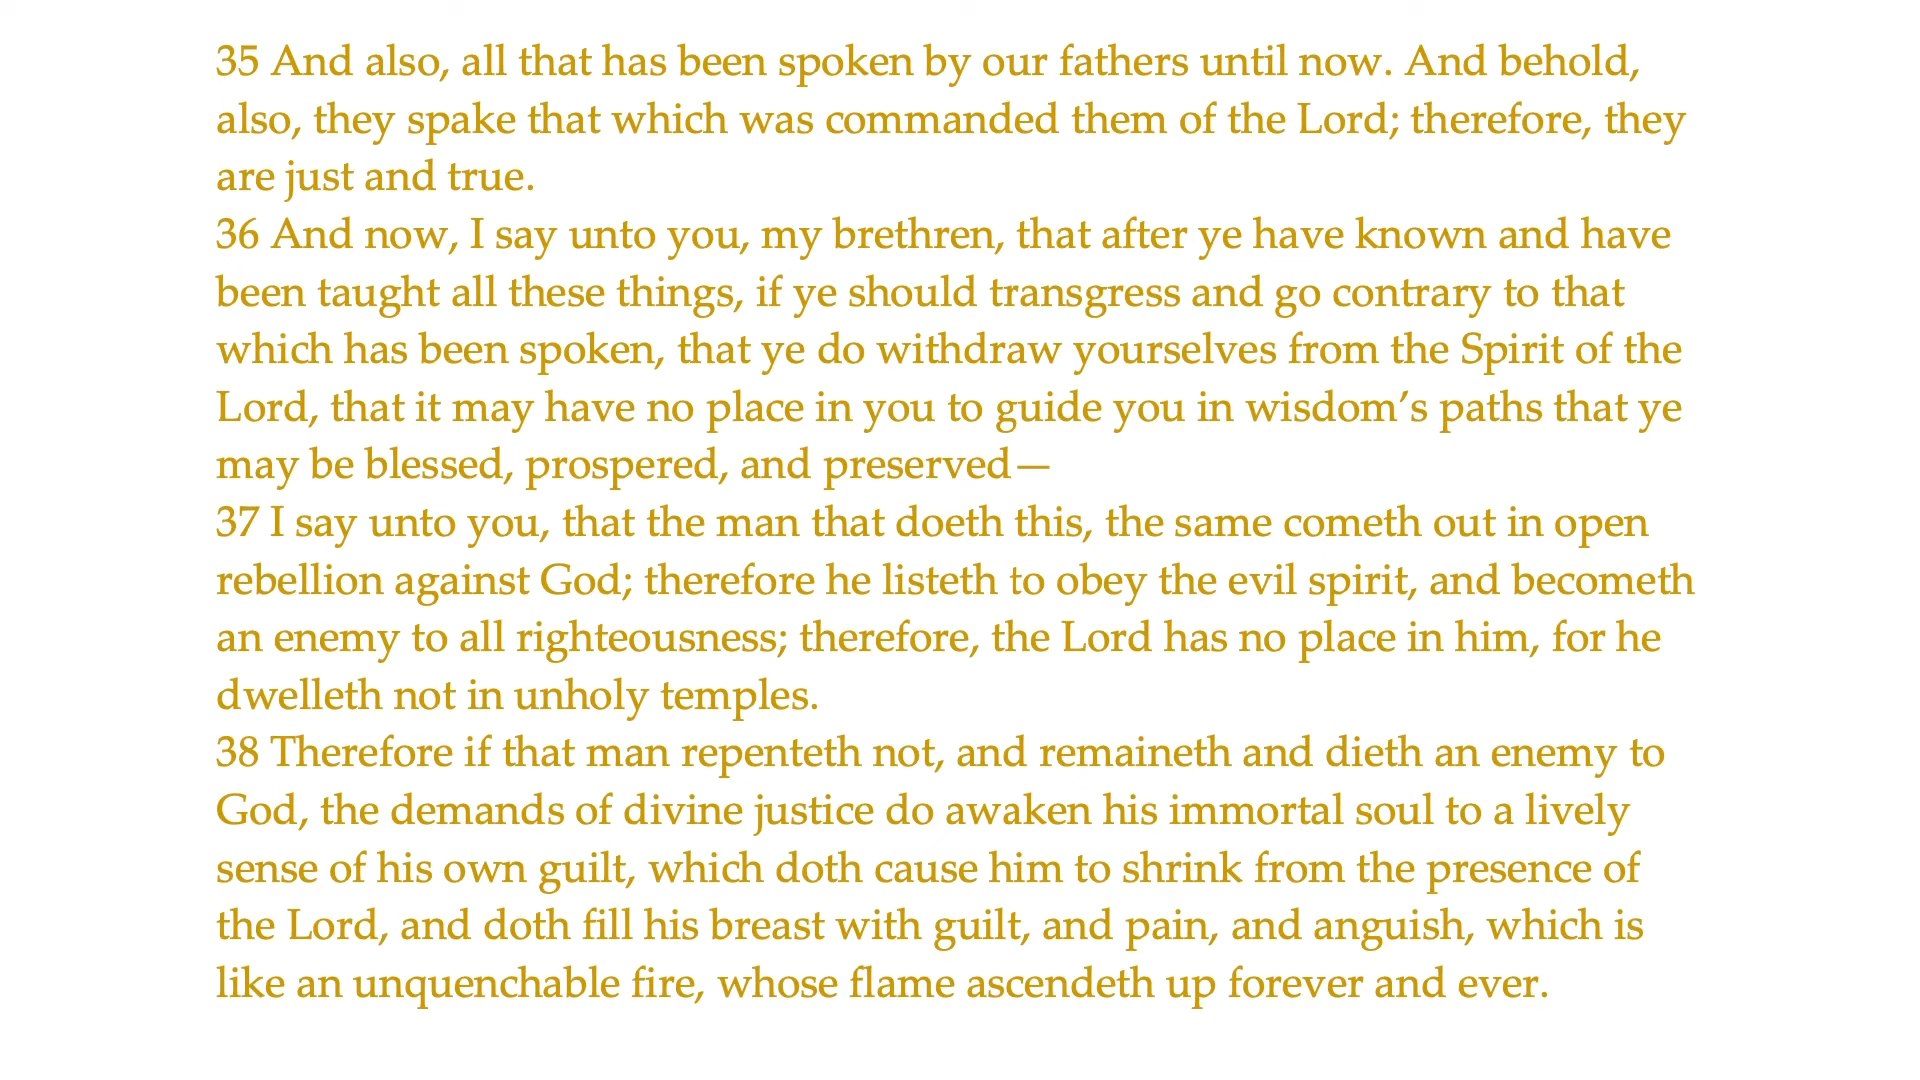 35 And also, all that has been spoken by our fathers until now. And behold,
also, they spake that which was commanded them of the Lord; therefore, they
are just and true.
36 And now, I say unto you, my brethren, that after ye have known and have
been taught all these things, if ye should transgress and go contrary to that
which has been spoken, that ye do withdraw yourselves from the Spirit of the
Lord, that it may have no place in you to guide you in wisdom’s paths that ye
may be blessed, prospered, and preserved—
37 I say unto you, that the man that doeth this, the same cometh out in open
rebellion against God; therefore he listeth to obey the evil spirit, and becometh
an enemy to all righteousness; therefore, the Lord has no place in him, for he
dwelleth not in unholy temples.
38 Therefore if that man repenteth not, and remaineth and dieth an enemy to
God, the demands of divine justice do awaken his immortal soul to a lively
sense of his own guilt, which doth cause him to shrink from the presence of
the Lord, and doth fill his breast with guilt, and pain, and anguish, which is
like an unquenchable fire, whose flame ascendeth up forever and ever.